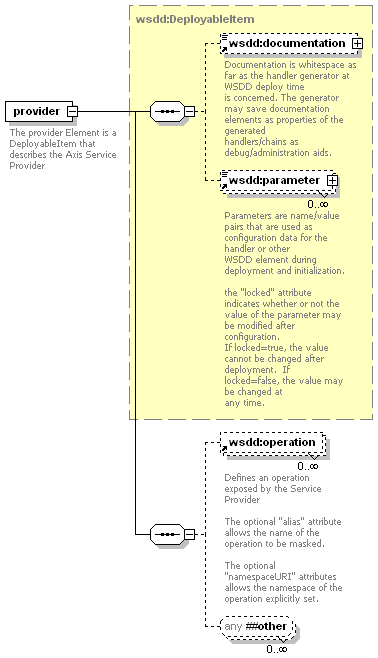 wsdd:DeployableItem
wsdd:documentation
Documentation is whitespace as
far as the handler generator at
WSDD deploy time
is concerned. The generator
may save documentation
elements as properties of the
generated
handlers/chains as
debug/administration aids.
provider
The provider Element is a
DeployableItem that
describes the Axis Service
Provider
wsdd:parameter
0..∞
Parameters are name/value
pairs that are used as
configuration data for the
handler or other
WSDD element during
deployment and initialization.
the "locked" attribute
indicates whether or not the
value of the parameter may
be modified after
configuration.
If locked=true, the value
cannot be changed after
deployment. If
locked=false, the value may
be changed at
any time.
wsdd:operation
0..∞
Defines an operation
exposed by the Service
Provider
The optional "alias" attribute
allows the name of the
operation to be masked.
The optional
"namespaceURI" attributes
allows the namespace of the
operation explicitly set.
any ##other
0..∞